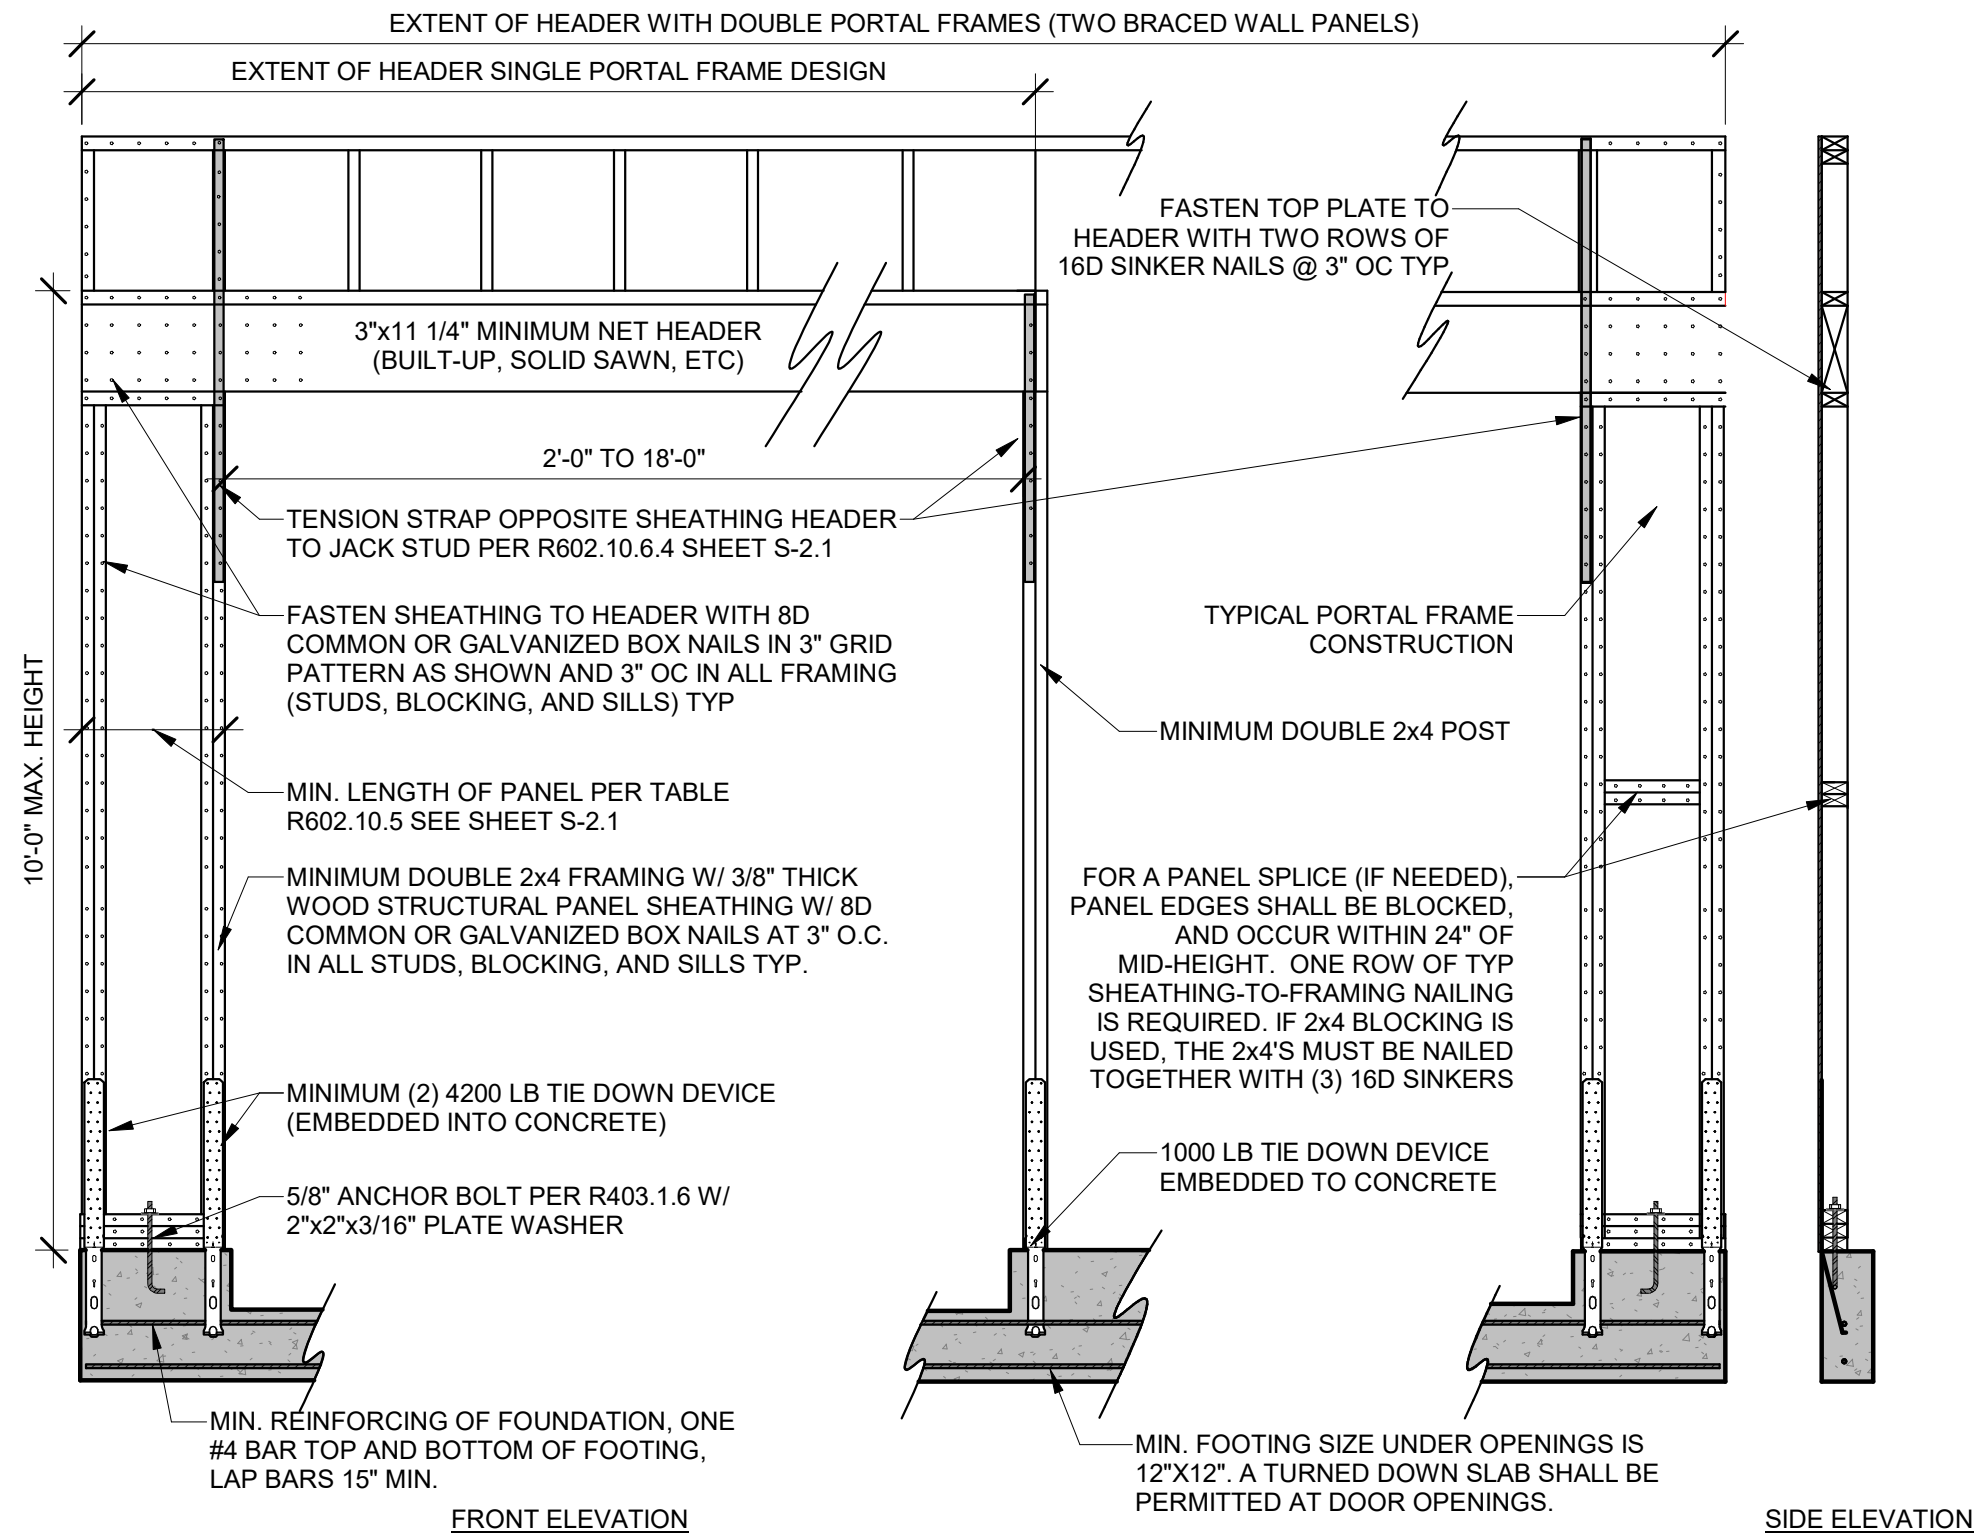 EXTENT OF HEADER WITH DOUBLE PORTAL FRAMES (TWO BRACED WALL PANELS)
EXTENT OF HEADER SINGLE PORTAL FRAME DESIGN
FASTEN TOP PLATE TO
HEADER WITH TWO ROWS OF
16D SINKER NAILS @ 3" OC TYP
3"x11 1/4" MINIMUM NET HEADER
(BUILT-UP, SOLID SAWN, ETC)
2'-0" TO 18'-0"
TENSION STRAP OPPOSITE SHEATHING HEADER
TO JACK STUD PER R602.10.6.4 SHEET S-2.1
FASTEN SHEATHING TO HEADER WITH 8D
COMMON OR GALVANIZED BOX NAILS IN 3" GRID
PATTERN AS SHOWN AND 3" OC IN ALL FRAMING
(STUDS, BLOCKING, AND SILLS) TYP
TYPICAL PORTAL FRAME
CONSTRUCTION
10'-0" MAX. HEIGHT
MINIMUM DOUBLE 2x4 POST
MIN. LENGTH OF PANEL PER TABLE
R602.10.5 SEE SHEET S-2.1
MINIMUM DOUBLE 2x4 FRAMING W/ 3/8" THICK
WOOD STRUCTURAL PANEL SHEATHING W/ 8D
COMMON OR GALVANIZED BOX NAILS AT 3" O.C.
IN ALL STUDS, BLOCKING, AND SILLS TYP.
FOR A PANEL SPLICE (IF NEEDED),
PANEL EDGES SHALL BE BLOCKED,
AND OCCUR WITHIN 24" OF
MID-HEIGHT.  ONE ROW OF TYP
SHEATHING-TO-FRAMING NAILING
IS REQUIRED. IF 2x4 BLOCKING IS
USED, THE 2x4'S MUST BE NAILED
TOGETHER WITH (3) 16D SINKERS
MINIMUM (2) 4200 LB TIE DOWN DEVICE
(EMBEDDED INTO CONCRETE)
1000 LB TIE DOWN DEVICE
EMBEDDED TO CONCRETE
5/8" ANCHOR BOLT PER R403.1.6 W/
2"x2"x3/16" PLATE WASHER
MIN. REINFORCING OF FOUNDATION, ONE
#4 BAR TOP AND BOTTOM OF FOOTING,
LAP BARS 15" MIN.
MIN. FOOTING SIZE UNDER OPENINGS IS
12"X12". A TURNED DOWN SLAB SHALL BE
PERMITTED AT DOOR OPENINGS.
FRONT ELEVATION
SIDE ELEVATION